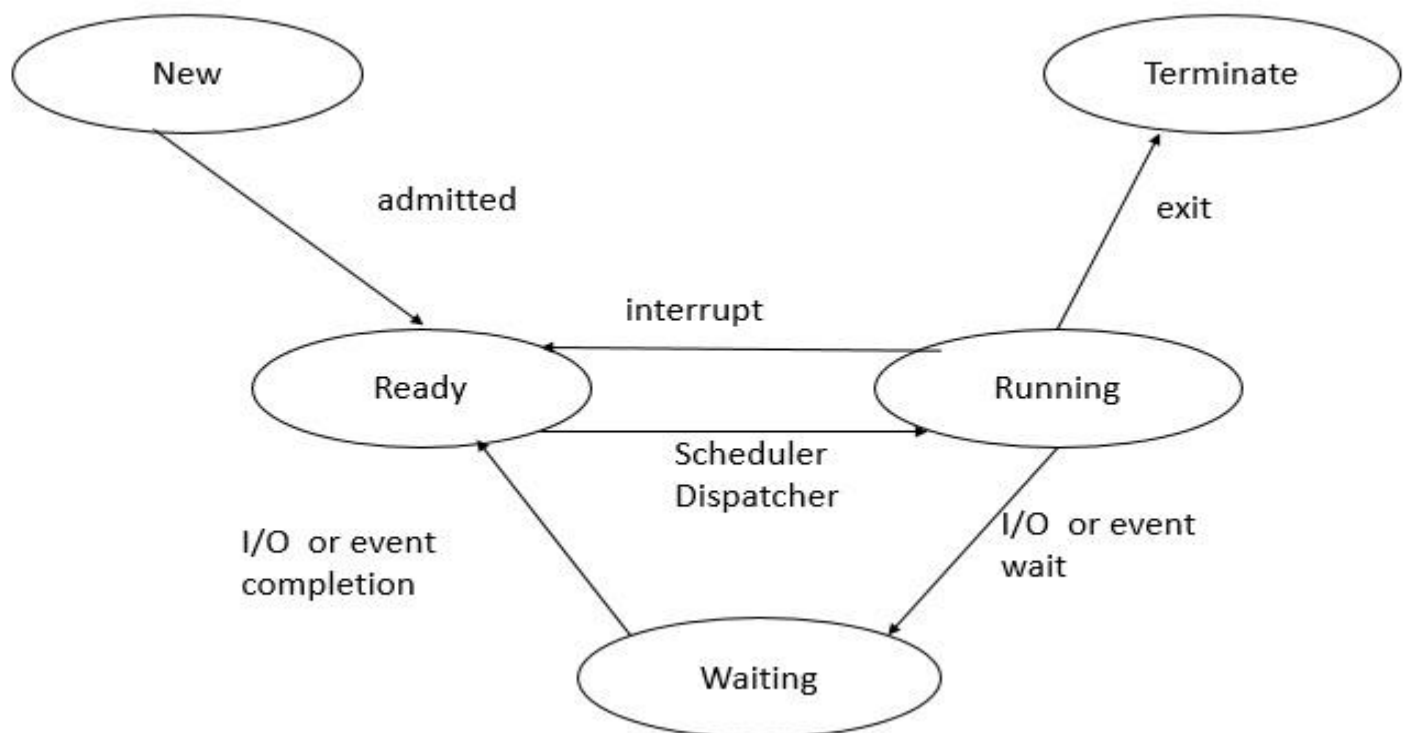 New
Terminate
admitted
exit
interrupt
Ready
Running
Scheduler
Dispatcher
I/O or event
completion
I/O or event
wait
Waiting